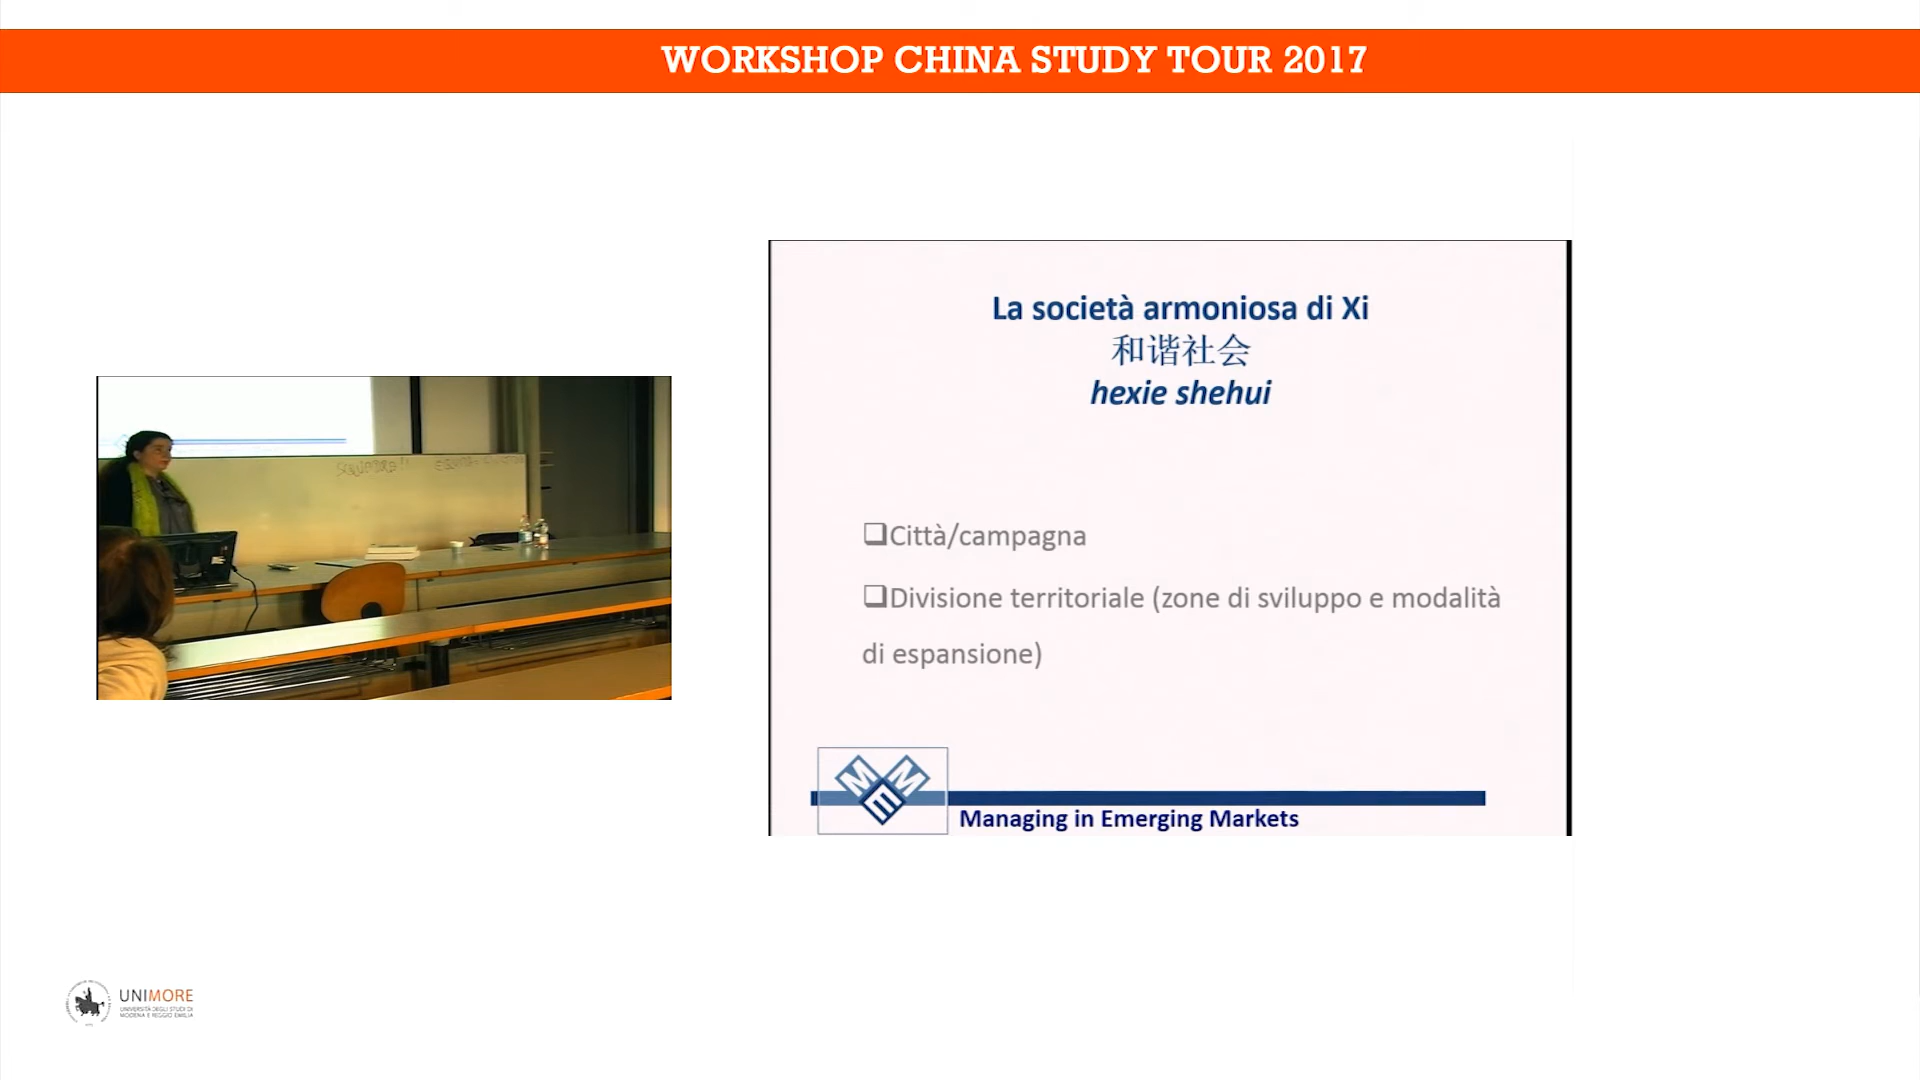 WORKSHOP CHINA STUDY TOUR 2017
La società armoniosa di Xi
和谐社会
hexie shehui
❑Città/campagna
❑Divisione territoriale (zone di sviluppo e modalità
di espansione)
MEM
Managing in Emerging Markets
UNIMORE
UNIVERSITÀ DEGLI STUDI DI
MODENA E REGGIO EMILIA